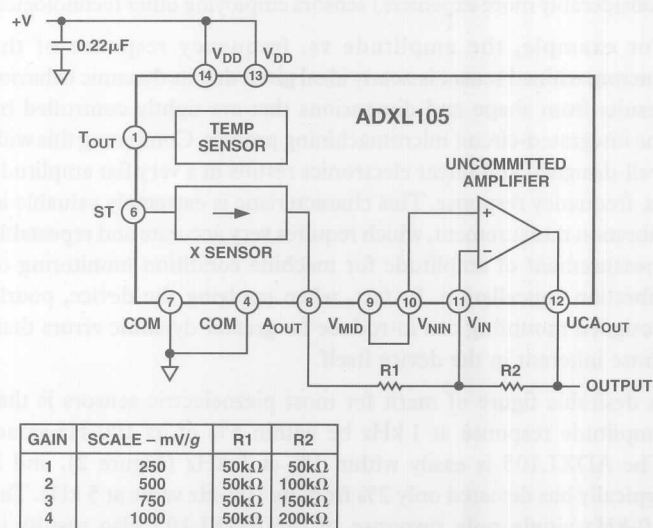 +V
0.22µF
VDD VDD
14 13
ADXL105
TOUT 1
TEMP
SENSOR
UNCOMMITTED
AMPLIFIER
+
ST 6
X SENSOR
7 4 8 9 10 11 12
COM COM AOUT VMID VNIN VIN UCAOUT
R1 R2
OUTPUT
GAIN SCALE – mV/g R1 R2
1 250 50kΩ 50kΩ
2 500 50kΩ 100kΩ
3 750 50kΩ 150kΩ
4 1000 50kΩ 200kΩ